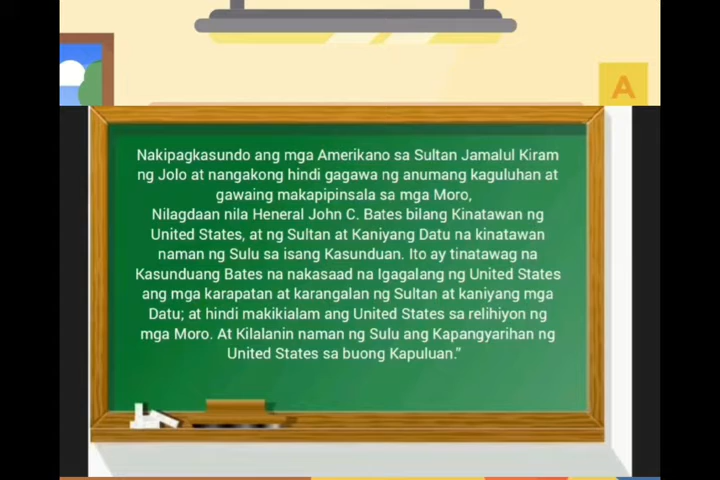 A
Nakipagkasundo ang mga Amerikano sa Sultan Jamalul Kiram
ng Jolo at nangakong hindi gagawa ng anumang kaguluhan at
gawaing makapipinsala sa mga Moro,
Nilagdaan nila Heneral John C. Bates bilang Kinatawan ng
United States, at ng Sultan at Kaniyang Datu na kinatawan
naman ng Sulu sa isang Kasunduan. Ito ay tinatawag na
Kasunduang Bates na nakasaad na Igagalang ng United States
ang mga karapatan at karangalan ng Sultan at kaniyang mga
Datu; at hindi makikialam ang United States sa relihiyon ng
mga Moro. At Kilalanin naman ng Sulu ang Kapangyarihan ng
United States sa buong Kapuluan."